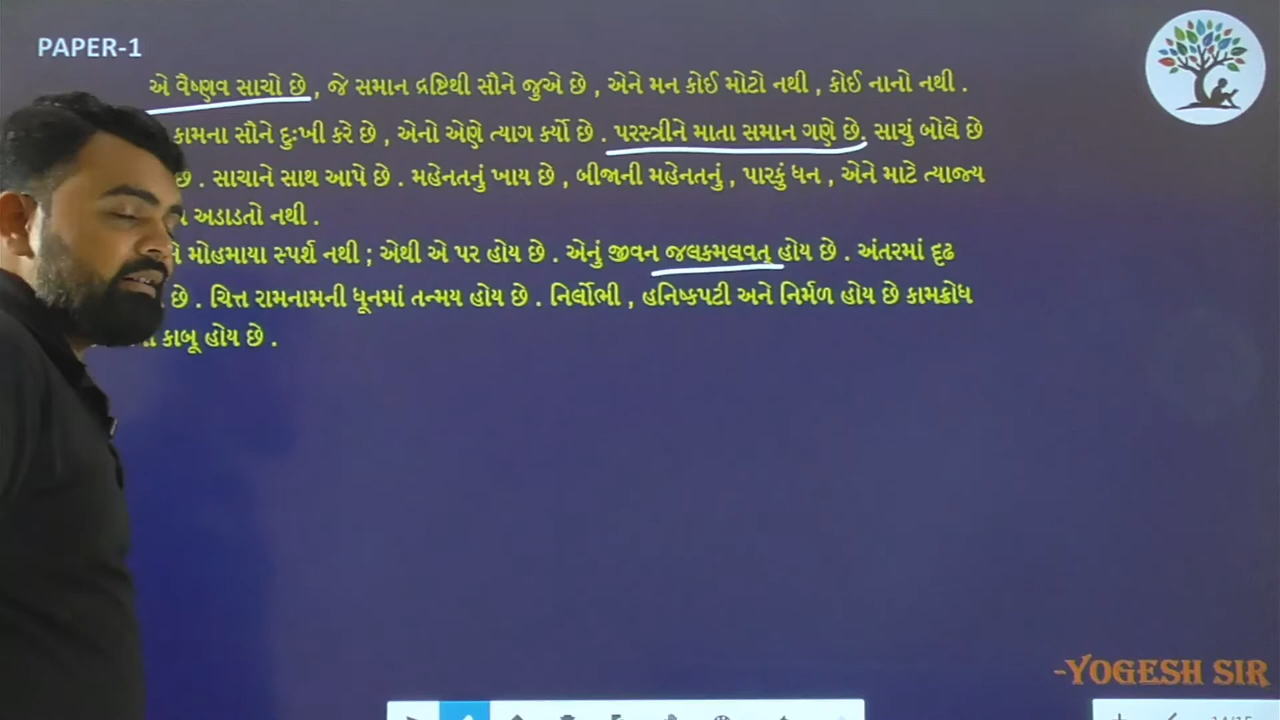 PAPER-1
એ વૈષ્ણવ સાચો છે , જે સમાન દ્રષ્ટિથી સૌને જુએ છે , એને મન કોઈ મોટો નથી , કોઈ નાનો નથી .
કામના સૌને દુઃખી કરે છે , એનો એણે ત્યાગ કર્યો છે . પરસ્ત્રીને માતા સમાન ગણે છે. સાચું બોલે છે
છે . સાચાને સાથ આપે છે . મહેનતનું ખાય છે , બીજાની મહેનતનું , પારકું ધન , એને માટે ત્યાજ્ય
અડાડતો નથી .
મોહમાયા સ્પર્શ નથી ; એથી એ પર હોય છે . એનું જીવન જલકમલવત્ હોય છે . અંતરમાં દૃઢ
છે . ચિત્ત રામનામની ધૂનમાં તન્મય હોય છે . નિર્લોભી , હનિષ્કપટી અને નિર્મળ હોય છે કામક્રોધ
કાબૂ હોય છે .
-YOGESH SIR